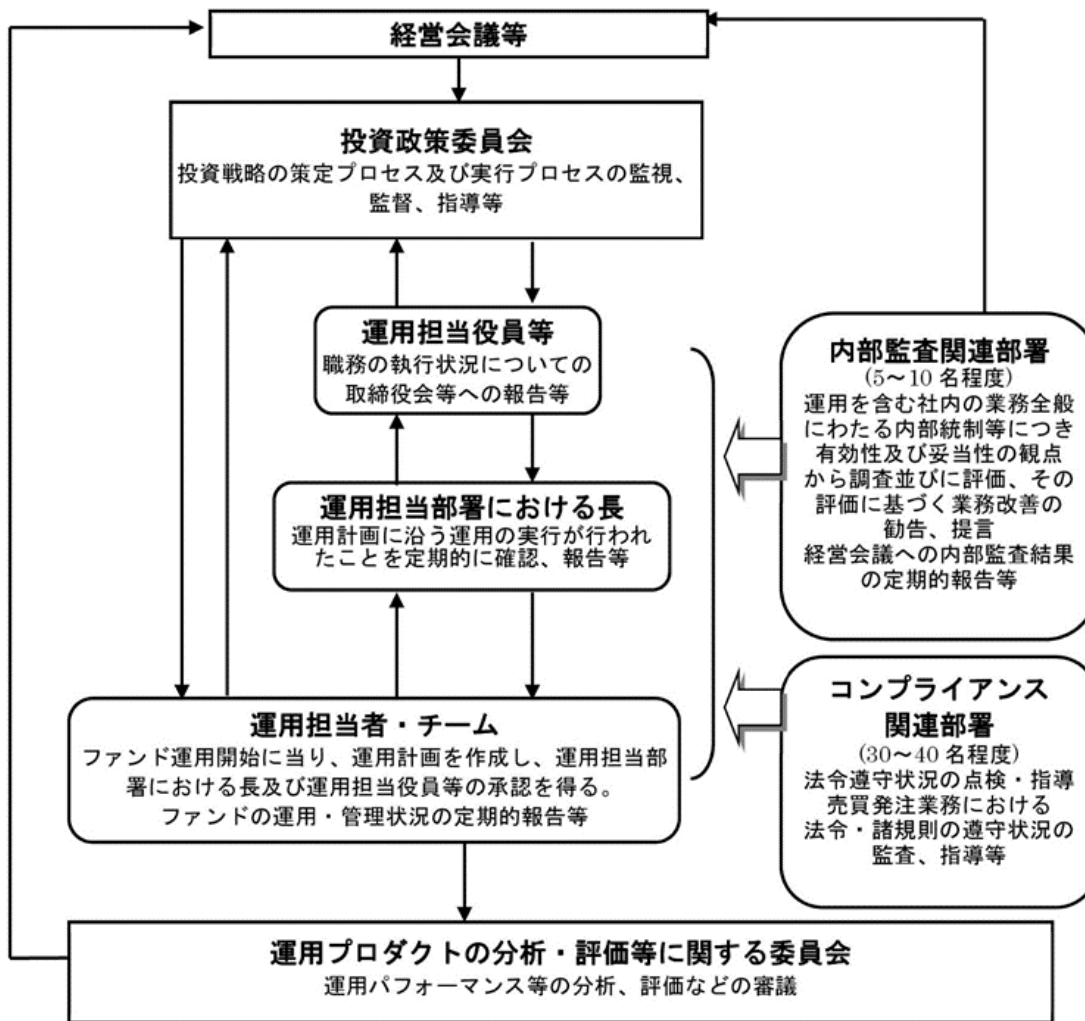 経営会議等
投資政策委員会
投資戦略の策定プロセス及び実行プロセスの監視、
監督、指導等
運用担当役員等
職務の執行状況についての
取締役会等への報告等
運用担当部署における長
運用計画に沿う運用の実行が行われ
たことを定期的に確認、報告等
運用担当者・チーム
ファンド運用開始に当り、運用計画を作成し、運用担当部
署における長及び運用担当役員等の承認を得る。
ファンドの運用・管理状況の定期的報告等
内部監査関連部署
(5～10 名程度)
運用を含む社内の業務全般
にわたる内部統制等につき
有効性及び妥当性の観点
から調査並びに評価、その
評価に基づく業務改善の
勧告、提言
経営会議への内部監査結果
の定期的報告等
コンプライアンス
関連部署
(30～40 名程度)
法令遵守状況の点検・指導
売買発注業務における
法令・諸規則の遵守状況の
監査、指導等
運用プロダクトの分析・評価等に関する委員会
運用パフォーマンス等の分析、評価などの審議